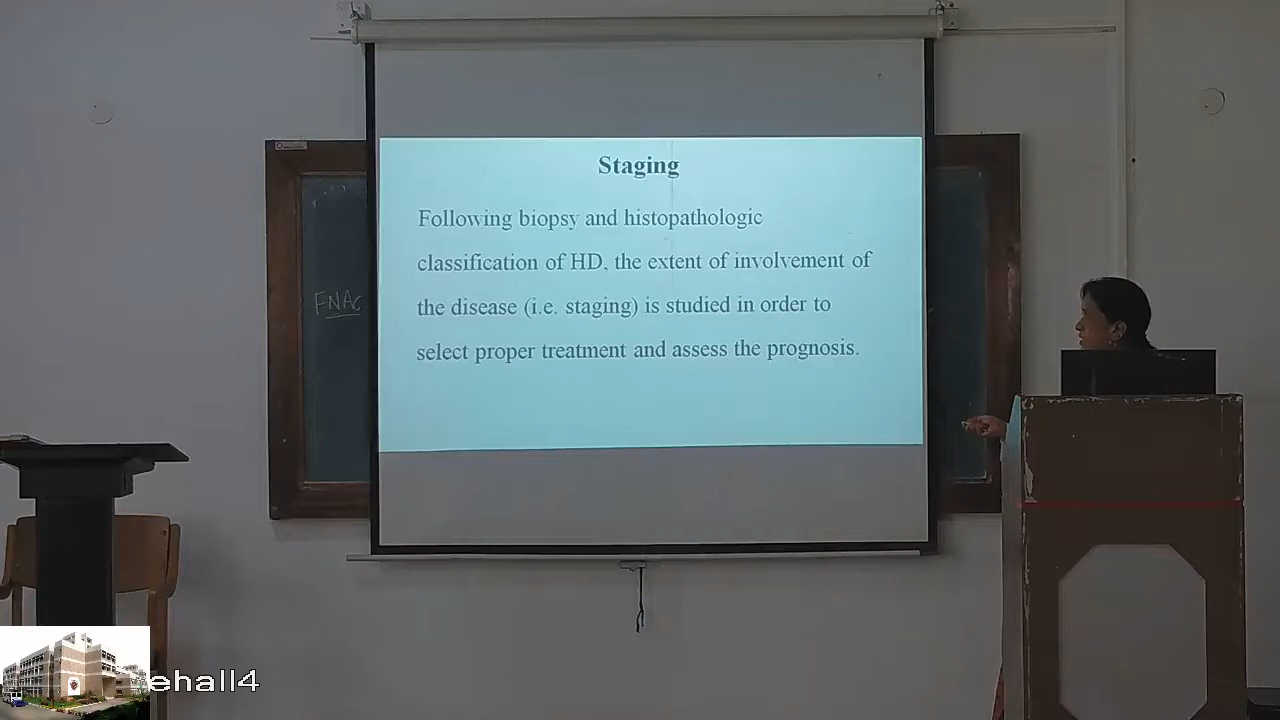 Staging
Following biopsy and histopathologic
classification of HD, the extent of involvement of
the disease (i.e. staging) is studied in order to
select proper treatment and assess the prognosis.
FNAC
ehall4